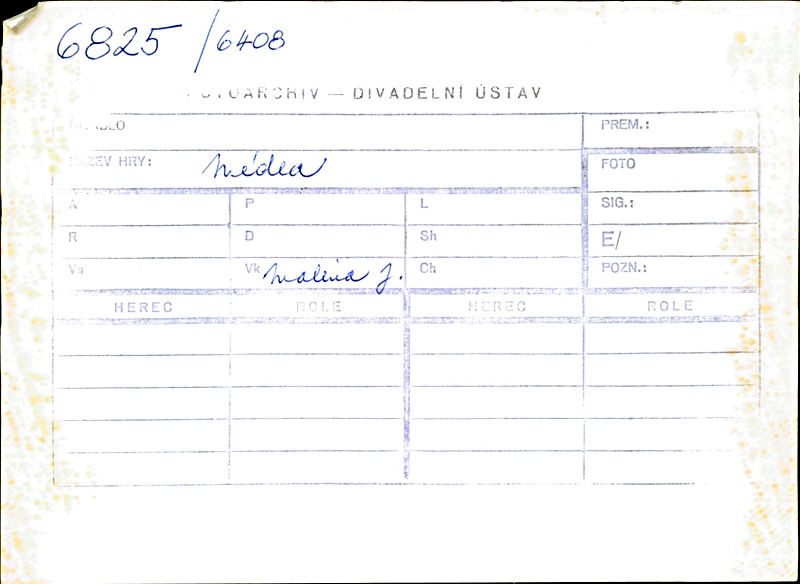 6825 / 6408
FOTOARCHIV — DIVADELNÍ ÚSTAV
DIVADLO PREM.:
NÁZEV HRY: Médea FOTO
A P L SIG.:
R D Sh E/
Vs Vk Malina J. Ch POZN.:
HEREC ROLE HEREC ROLE